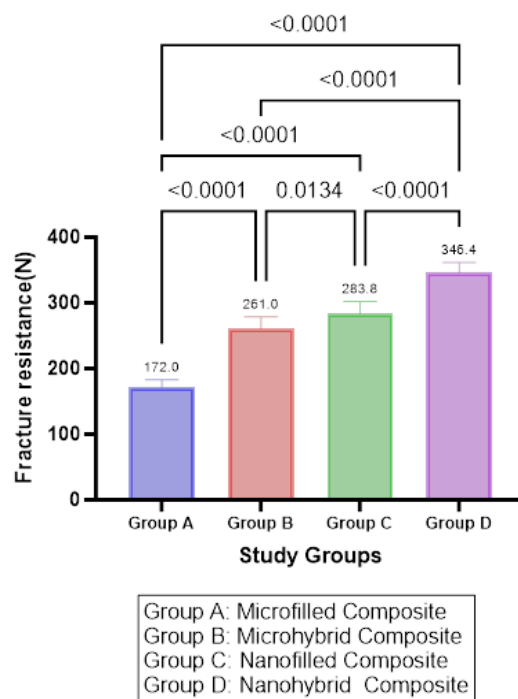 <0.0001
<0.0001
<0.0001
<0.0001 0.0134 <0.0001
400
300
200
100
0
Fracture resistance(N)
172.0
261.0
283.8
346.4
Group A Group B Group C Group D
Study Groups
Group A: Microfilled Composite
Group B: Microhybrid Composite
Group C: Nanofilled Composite
Group D: Nanohybrid Composite